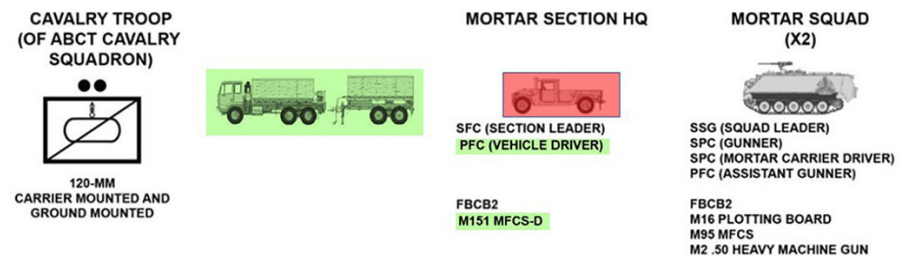 CAVALRY TROOP
(OF ABCT CAVALRY
SQUADRON)
120-MM
CARRIER MOUNTED AND
GROUND MOUNTED
MORTAR SECTION HQ
SFC (SECTION LEADER)
PFC (VEHICLE DRIVER)
FBCB2
M151 MFCS-D
MORTAR SQUAD
(X2)
SSG (SQUAD LEADER)
SPC (GUNNER)
SPC (MORTAR CARRIER DRIVER)
PFC (ASSISTANT GUNNER)
FBCB2
M16 PLOTTING BOARD
M95 MFCS
M2 .50 HEAVY MACHINE GUN